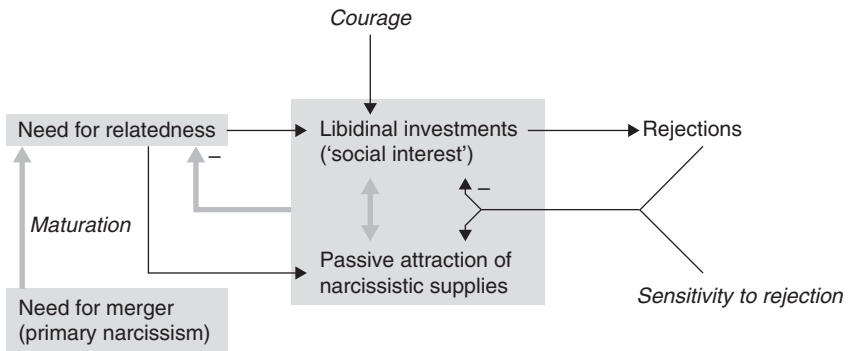 Courage
Need for relatedness
Libidinal investments
(‘social interest’)
Rejections
–
–
Maturation
Passive attraction of
narcissistic supplies
Sensitivity to rejection
Need for merger
(primary narcissism)